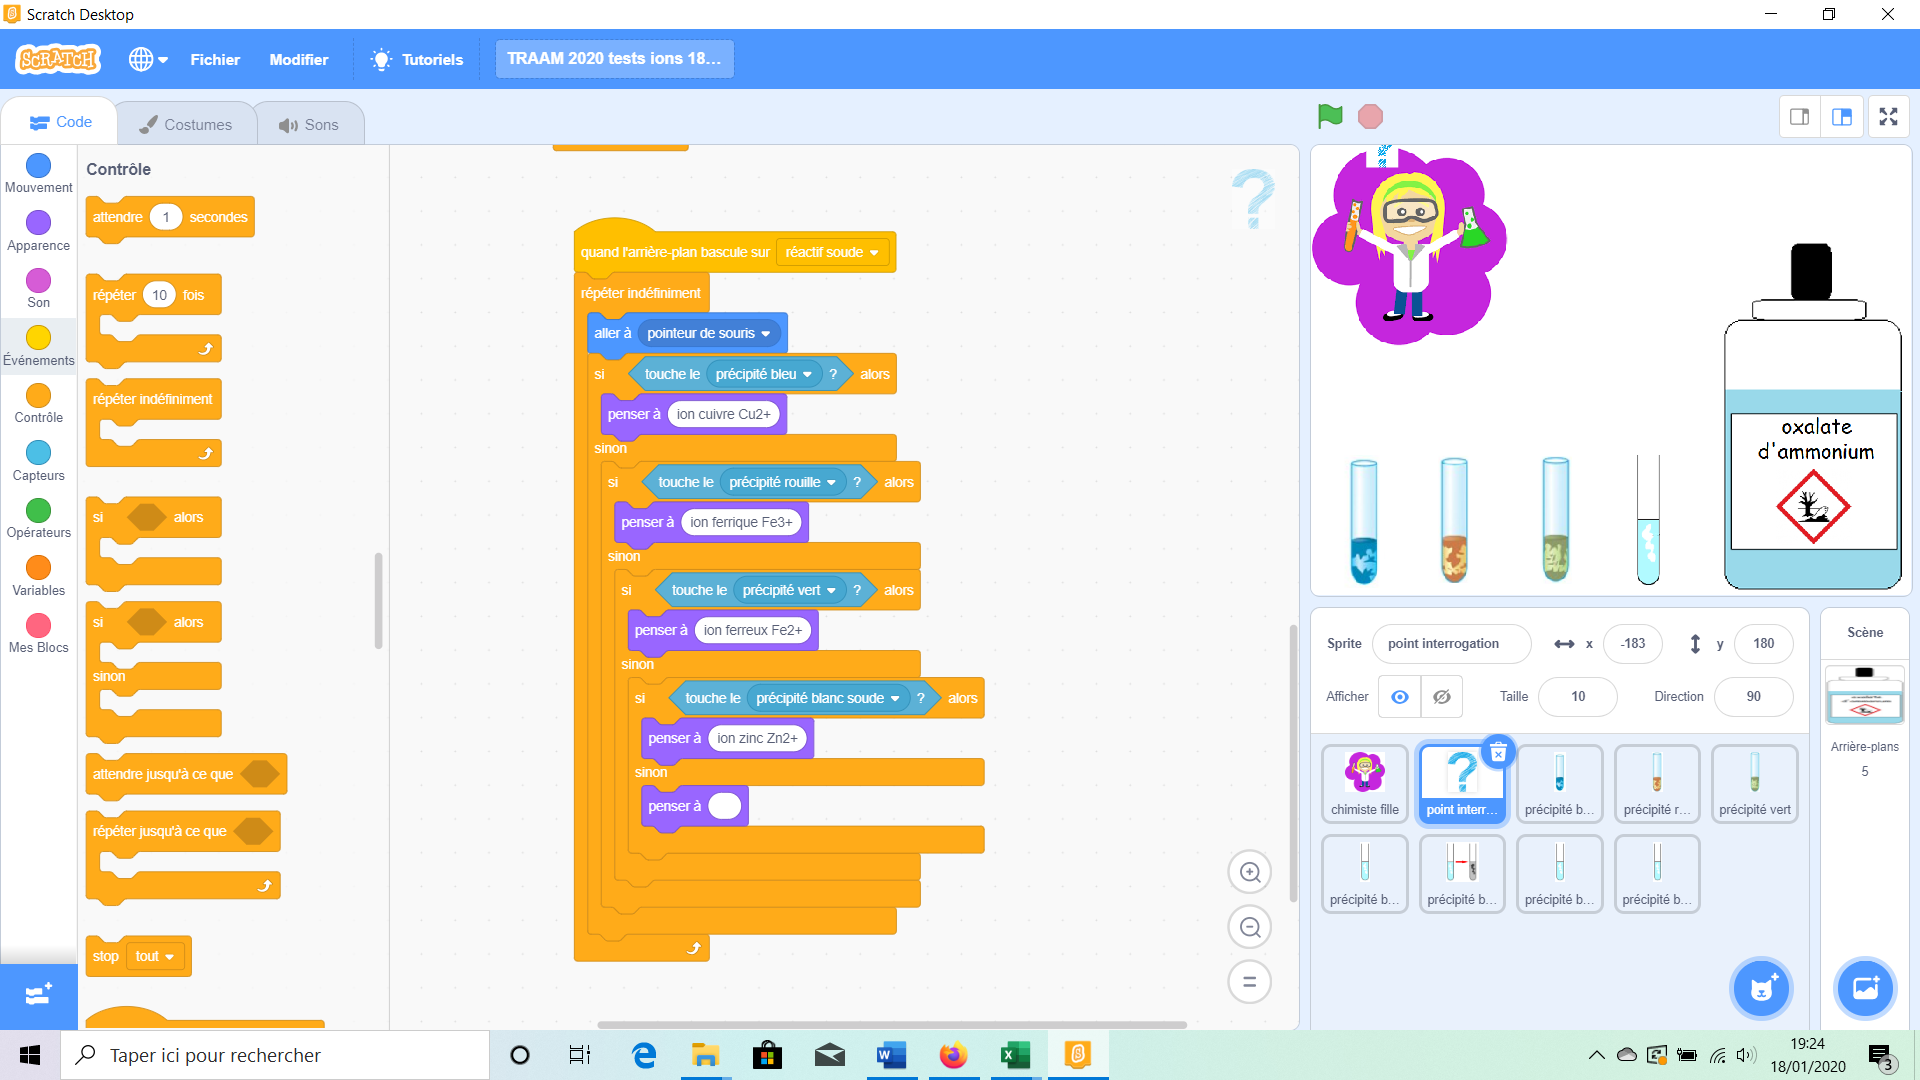 Scratch Desktop
SCRATCH
Fichier
Modifier
Tutoriels
TRAAM 2020 tests ions 18...
Code
Costumes
Sons
Mouvement
Apparence
Son
Événements
Contrôle
Capteurs
Opérateurs
Variables
Mes Blocs
Contrôle
attendre 1 secondes
répéter 10 fois
répéter indéfiniment
si alors
si alors
sinon
attendre jusqu'à ce que
répéter jusqu'à ce que
stop tout
quand l'arrière-plan bascule sur réactif soude
répéter indéfiniment
aller à pointeur de souris
si touche le précipité bleu ? alors
penser à ion cuivre Cu2+
sinon
si touche le précipité rouille ? alors
penser à ion ferrique Fe3+
sinon
si touche le précipité vert ? alors
penser à ion ferreux Fe2+
sinon
si touche le précipité blanc soude ? alors
penser à ion zinc Zn2+
sinon
penser à
?
oxalate
d'ammonium
Sprite point interrogation x -183 y 180
Afficher Taille 10 Direction 90
chimiste fille
point interr...
précipité b...
précipité r...
précipité vert
précipité b...
précipité b...
précipité b...
précipité b...
Scène
Arrière-plans
5
Taper ici pour rechercher
19:24
18/01/2020
3